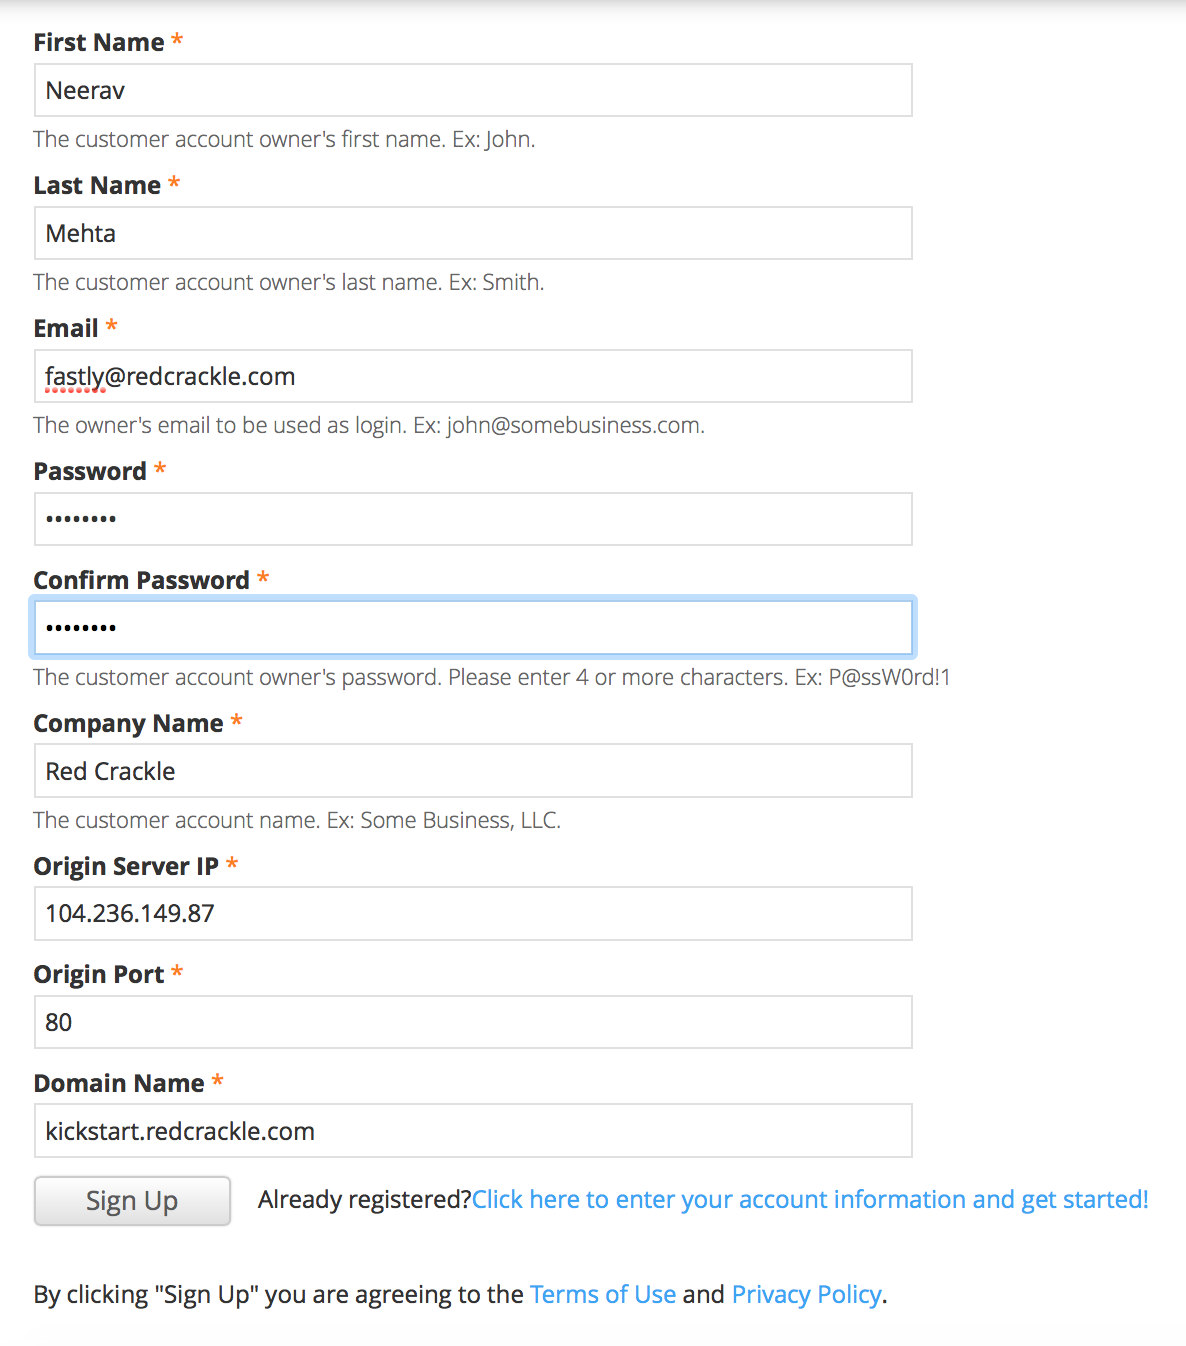 First Name *
Neerav
The customer account owner's first name. Ex: John.
Last Name *
Mehta
The customer account owner's last name. Ex: Smith.
Email *
fastly@redcrackle.com
The owner's email to be used as login. Ex: john@somebusiness.com.
Password *
••••••••
Confirm Password *
••••••••
The customer account owner's password. Please enter 4 or more characters. Ex: P@ssW0rd!1
Company Name *
Red Crackle
The customer account name. Ex: Some Business, LLC.
Origin Server IP *
104.236.149.87
Origin Port *
80
Domain Name *
kickstart.redcrackle.com
Sign Up Already registered?Click here to enter your account information and get started!
By clicking "Sign Up" you are agreeing to the Terms of Use and Privacy Policy.